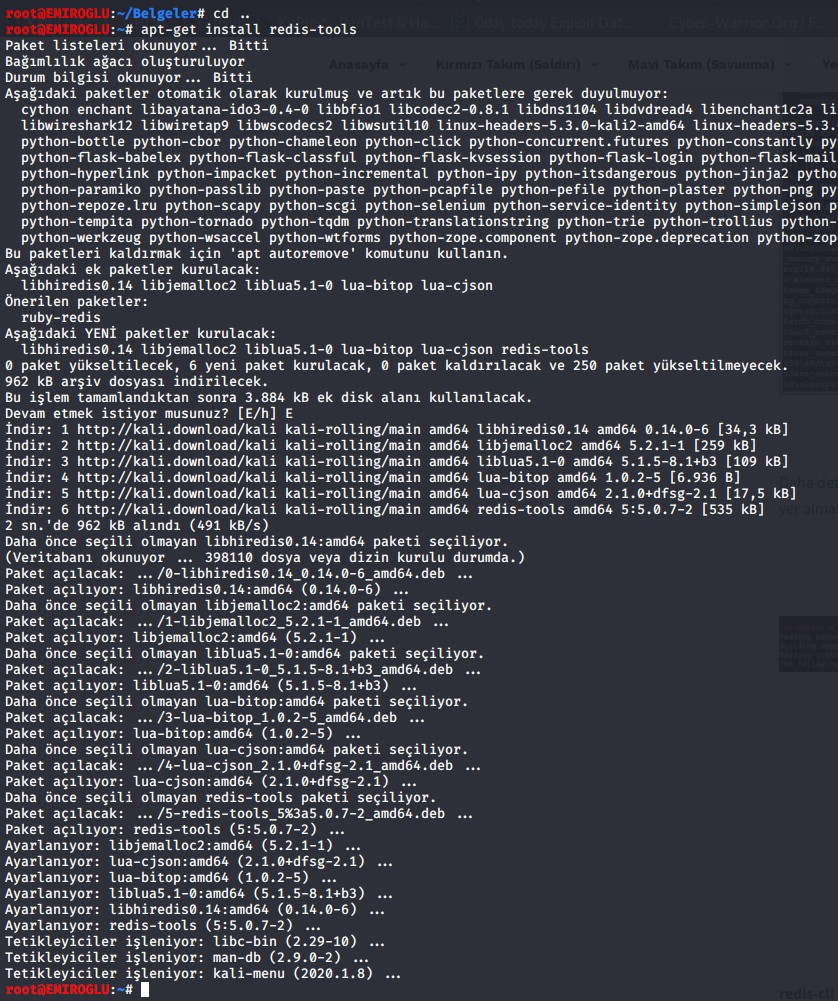 root@EMIROGLU:~/Belgeler# cd ..
root@EMIROGLU:~# apt-get install redis-tools
Paket listeleri okunuyor... Bitti
Bağımlılık ağacı oluşturuluyor
Durum bilgisi okunuyor... Bitti
Aşağıdaki paketler otomatik olarak kurulmuş ve artık bu paketlere gerek duyulmuyor:
cython enchant libayatana-ido3-0.4-0 libbfio1 libcodec2-0.8.1 libdns1104 libdvdread4 libenchant1c2a li
libwireshark12 libwiretap9 libwscodecs2 libwsutil10 linux-headers-5.3.0-kali2-amd64 linux-headers-5.3.
python-bottle python-cbor python-chameleon python-click python-concurrent.futures python-constantly py
python-flask-babelex python-flask-classful python-flask-kvsession python-flask-login python-flask-mail
python-hyperlink python-impacket python-incremental python-ipy python-itsdangerous python-jinja2 pytho
python-paramiko python-passlib python-paste python-pcapfile python-pefile python-plaster python-png py
python-repoze.lru python-scapy python-scgi python-selenium python-service-identity python-simplejson p
python-tempita python-tornado python-tqdm python-translationstring python-trie python-trollius python-
python-werkzeug python-wsaccel python-wtforms python-zope.component python-zope.deprecation python-zop
Bu paketleri kaldırmak için 'apt autoremove' komutunu kullanın.
Aşağıdaki ek paketler kurulacak:
libhiredis0.14 libjemalloc2 liblua5.1-0 lua-bitop lua-cjson
Önerilen paketler:
ruby-redis
Aşağıdaki YENİ paketler kurulacak:
libhiredis0.14 libjemalloc2 liblua5.1-0 lua-bitop lua-cjson redis-tools
0 paket yükseltilecek, 6 yeni paket kurulacak, 0 paket kaldırılacak ve 250 paket yükseltilmeyecek.
962 kB arşiv dosyası indirilecek.
Bu işlem tamamlandıktan sonra 3.884 kB ek disk alanı kullanılacak.
Devam etmek istiyor musunuz? [E/h] E
İndir: 1 http://kali.download/kali kali-rolling/main amd64 libhiredis0.14 amd64 0.14.0-6 [34,3 kB]
İndir: 2 http://kali.download/kali kali-rolling/main amd64 libjemalloc2 amd64 5.2.1-1 [259 kB]
İndir: 3 http://kali.download/kali kali-rolling/main amd64 liblua5.1-0 amd64 5.1.5-8.1+b3 [109 kB]
İndir: 4 http://kali.download/kali kali-rolling/main amd64 lua-bitop amd64 1.0.2-5 [6.936 B]
İndir: 5 http://kali.download/kali kali-rolling/main amd64 lua-cjson amd64 2.1.0+dfsg-2.1 [17,5 kB]
İndir: 6 http://kali.download/kali kali-rolling/main amd64 redis-tools amd64 5:5.0.7-2 [535 kB]
2 sn.'de 962 kB alındı (491 kB/s)
Daha önce seçili olmayan libhiredis0.14:amd64 paketi seçiliyor.
(Veritabanı okunuyor ... 398110 dosya veya dizin kurulu durumda.)
Paket açılacak: .../0-libhiredis0.14_0.14.0-6_amd64.deb ...
Paket açılıyor: libhiredis0.14:amd64 (0.14.0-6) ...
Daha önce seçili olmayan libjemalloc2:amd64 paketi seçiliyor.
Paket açılacak: .../1-libjemalloc2_5.2.1-1_amd64.deb ...
Paket açılıyor: libjemalloc2:amd64 (5.2.1-1) ...
Daha önce seçili olmayan liblua5.1-0:amd64 paketi seçiliyor.
Paket açılacak: .../2-liblua5.1-0_5.1.5-8.1+b3_amd64.deb ...
Paket açılıyor: liblua5.1-0:amd64 (5.1.5-8.1+b3) ...
Daha önce seçili olmayan lua-bitop:amd64 paketi seçiliyor.
Paket açılacak: .../3-lua-bitop_1.0.2-5_amd64.deb ...
Paket açılıyor: lua-bitop:amd64 (1.0.2-5) ...
Daha önce seçili olmayan lua-cjson:amd64 paketi seçiliyor.
Paket açılacak: .../4-lua-cjson_2.1.0+dfsg-2.1_amd64.deb ...
Paket açılıyor: lua-cjson:amd64 (2.1.0+dfsg-2.1) ...
Daha önce seçili olmayan redis-tools paketi seçiliyor.
Paket açılacak: .../5-redis-tools_5%3a5.0.7-2_amd64.deb ...
Paket açılıyor: redis-tools (5:5.0.7-2) ...
Ayarlanıyor: libjemalloc2:amd64 (5.2.1-1) ...
Ayarlanıyor: lua-cjson:amd64 (2.1.0+dfsg-2.1) ...
Ayarlanıyor: lua-bitop:amd64 (1.0.2-5) ...
Ayarlanıyor: liblua5.1-0:amd64 (5.1.5-8.1+b3) ...
Ayarlanıyor: libhiredis0.14:amd64 (0.14.0-6) ...
Ayarlanıyor: redis-tools (5:5.0.7-2) ...
Tetikleyiciler işleniyor: libc-bin (2.29-10) ...
Tetikleyiciler işleniyor: man-db (2.9.0-2) ...
Tetikleyiciler işleniyor: kali-menu (2020.1.8) ...
root@EMIROGLU:~#